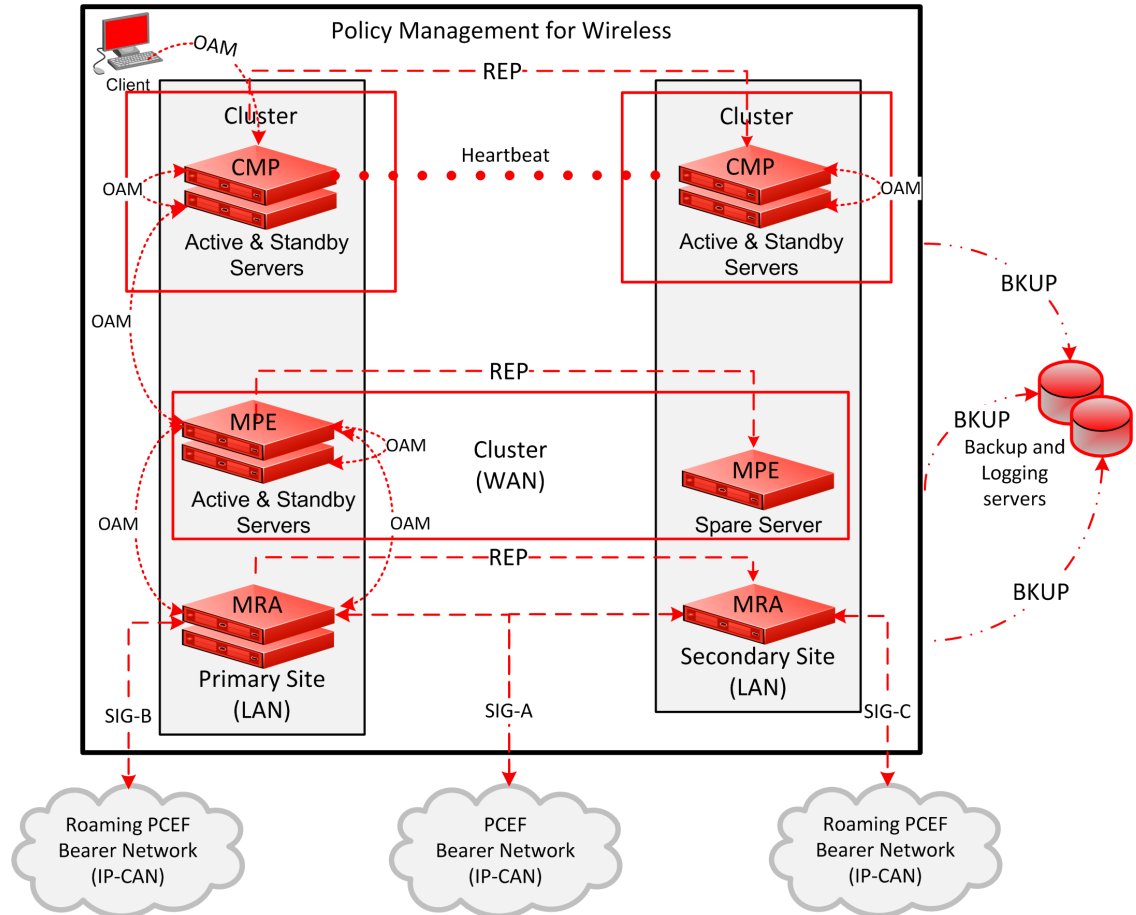 Policy Management for Wireless
OAM
Client
REP
Cluster
Cluster
CMP
Heartbeat
CMP
OAM
OAM
Active & Standby
Servers
Active & Standby
Servers
BKUP
OAM
REP
MPE
OAM
Cluster
(WAN)
MPE
BKUP
Backup and
Logging
servers
Active & Standby
Servers
Spare Server
OAM
OAM
REP
MRA
MRA
BKUP
Primary Site
(LAN)
Secondary Site
(LAN)
SIG-B
SIG-A
SIG-C
Roaming PCEF
Bearer Network
(IP-CAN)
PCEF
Bearer Network
(IP-CAN)
Roaming PCEF
Bearer Network
(IP-CAN)